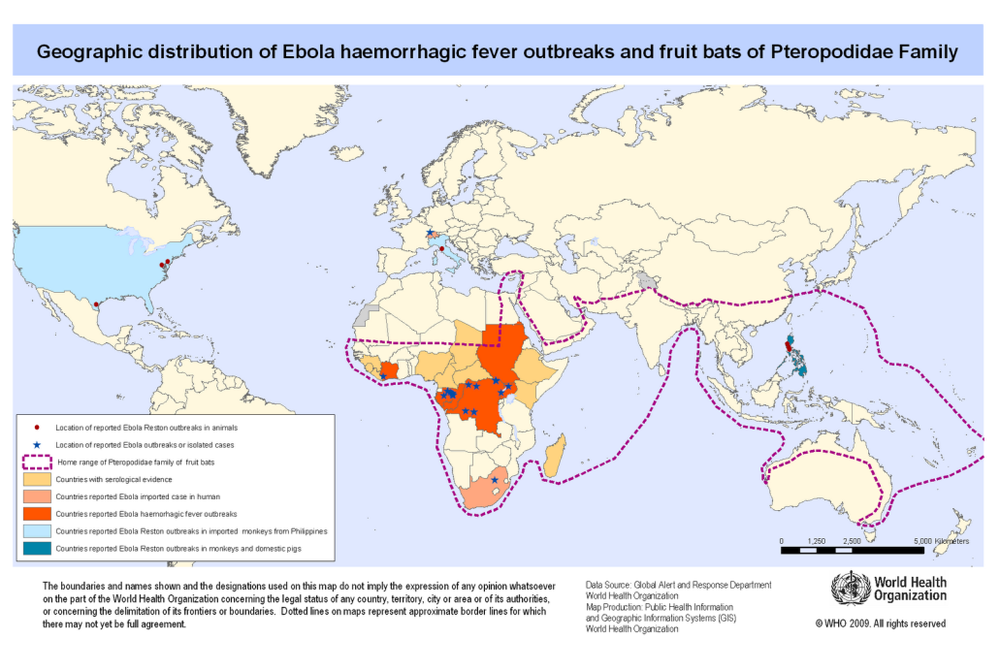 Geographic distribution of Ebola haemorrhagic fever outbreaks and fruit bats of Pteropodidae Family
Location of reported Ebola Reston outbreaks in animals
Location of reported Ebola outbreaks or isolated cases
Home range of Pteropodidae family of fruit bats
Countries with serological evidence
Countries reported Ebola imported case in human
Countries reported Ebola haemorhagic fever outbreaks
Countries reported Ebola Reston outbreaks in imported monkeys from Philippines
Countries reported Ebola Reston outbreaks in monkeys and domestic pigs
0 1,250 2,500 5,000 Kilometers
The boundaries and names shown and the designations used on this map do not imply the expression of any opinion whatsoever
on the part of the World Health Organization concerning the legal status of any country, territory, city or area or of its authorities,
or concerning the delimitation of its frontiers or boundaries. Dotted lines on maps represent approximate border lines for which
there may not yet be full agreement.
Data Source: Global Alert and Response Department
World Health Organization
Map Production: Public Health Information
and Geographic Information Systems (GIS)
World Health Organization
World Health
Organization
© WHO 2009. All rights reserved